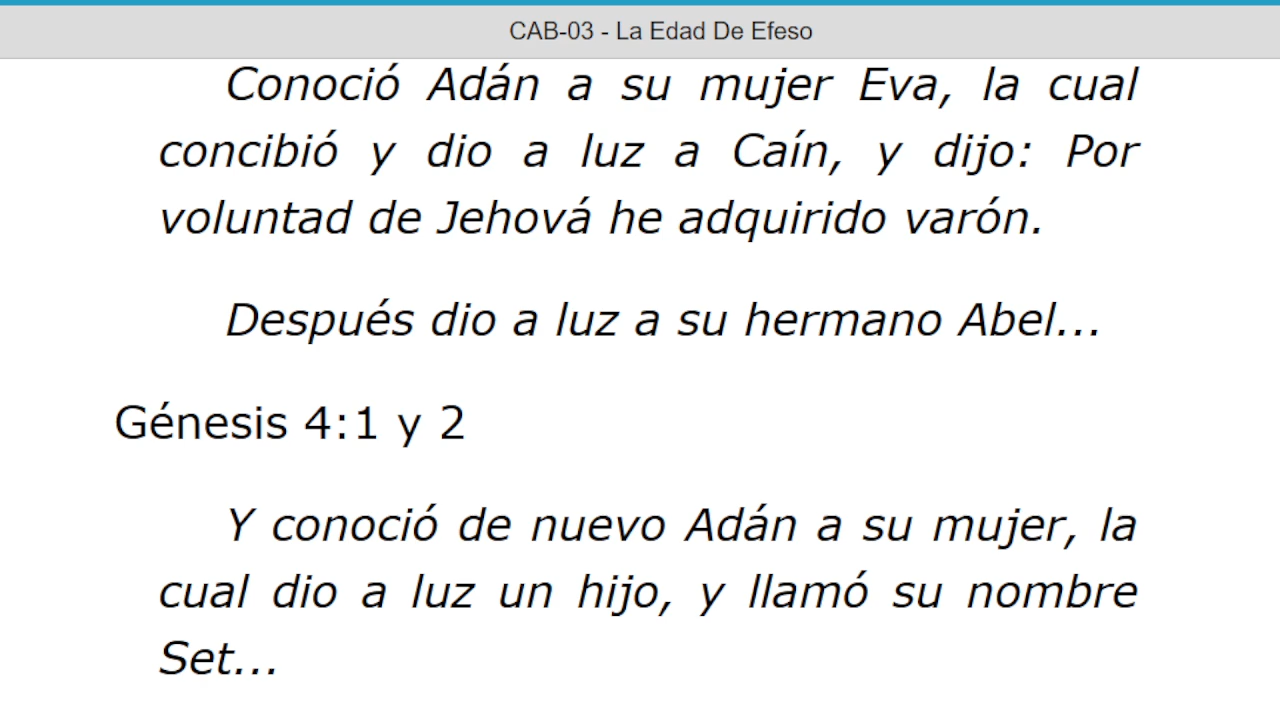 CAB-03 - La Edad De Efeso
Conoció Adán a su mujer Eva, la cual
concibió y dio a luz a Caín, y dijo: Por
voluntad de Jehová he adquirido varón.
Después dio a luz a su hermano Abel...
Génesis 4:1 y 2
Y conoció de nuevo Adán a su mujer, la
cual dio a luz un hijo, y llamó su nombre
Set...